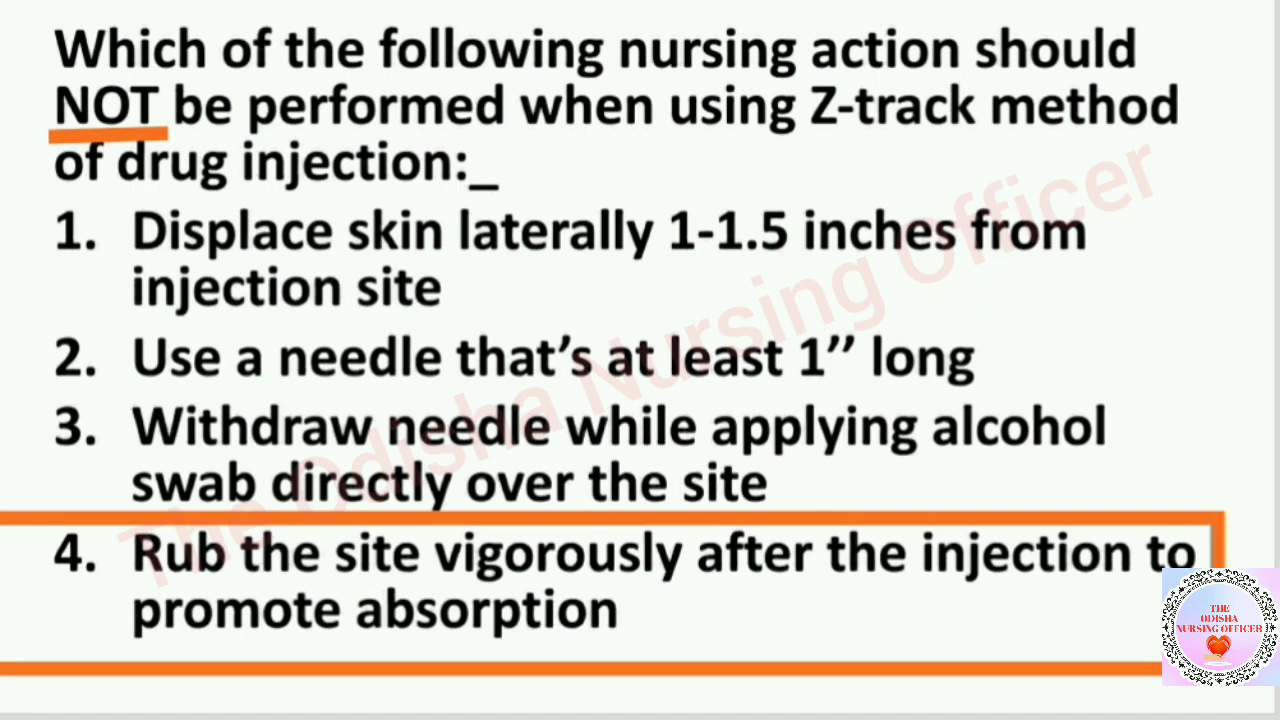 Which of the following nursing action should
NOT be performed when using Z-track method
of drug injection:_
1. Displace skin laterally 1-1.5 inches from
injection site
2. Use a needle that’s at least 1’’ long
3. Withdraw needle while applying alcohol
swab directly over the site
4. Rub the site vigorously after the injection to
promote absorption
The Odisha Nursing Officer
THE
ODISHA
NURSING OFFICER